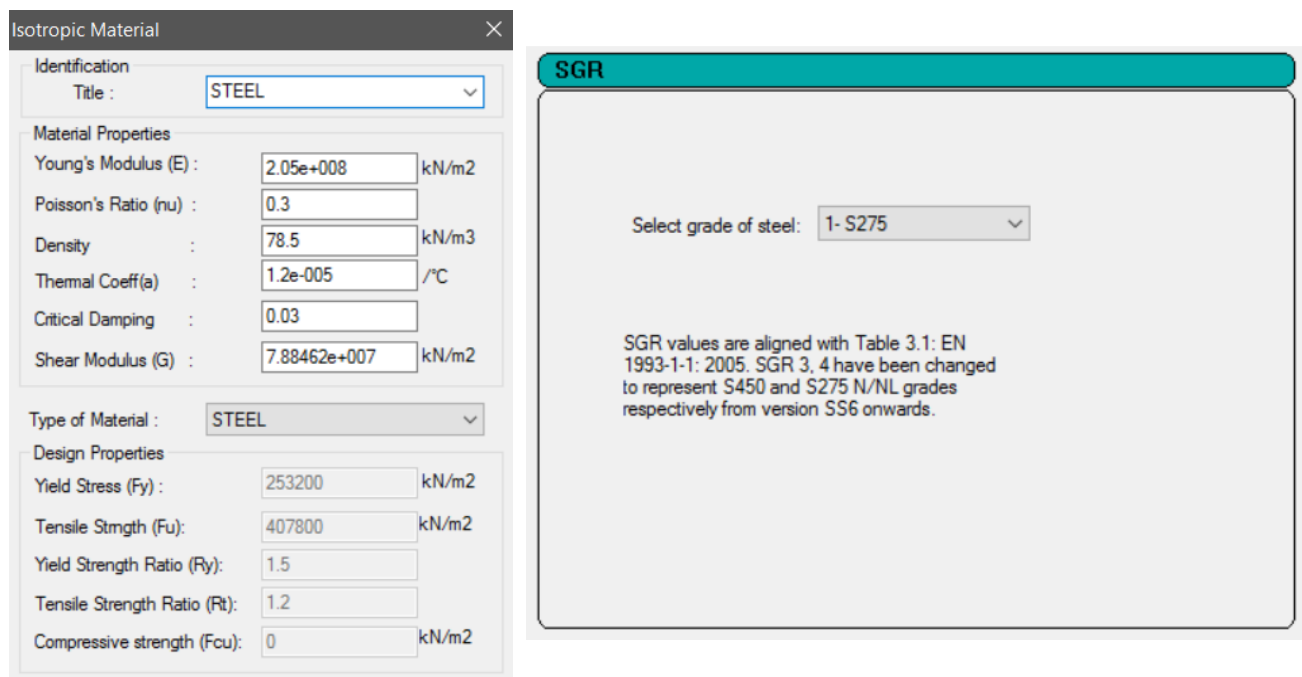 Isotropic Material
Identification
Title : STEEL
Material Properties
Young's Modulus (E) : 2.05e+008 kN/m2
Poisson's Ratio (nu) : 0.3
Density : 78.5 kN/m3
Thermal Coeff(a) : 1.2e-005 /°C
Critical Damping : 0.03
Shear Modulus (G) : 7.88462e+007 kN/m2
Type of Material : STEEL
Design Properties
Yield Stress (Fy) : 253200 kN/m2
Tensile Strngth (Fu): 407800 kN/m2
Yield Strength Ratio (Ry): 1.5
Tensile Strength Ratio (Rt): 1.2
Compressive strength (Fcu): 0 kN/m2
SGR
Select grade of steel: 1- S275
SGR values are aligned with Table 3.1: EN
1993-1-1: 2005. SGR 3, 4 have been changed
to represent S450 and S275 N/NL grades
respectively from version SS6 onwards.